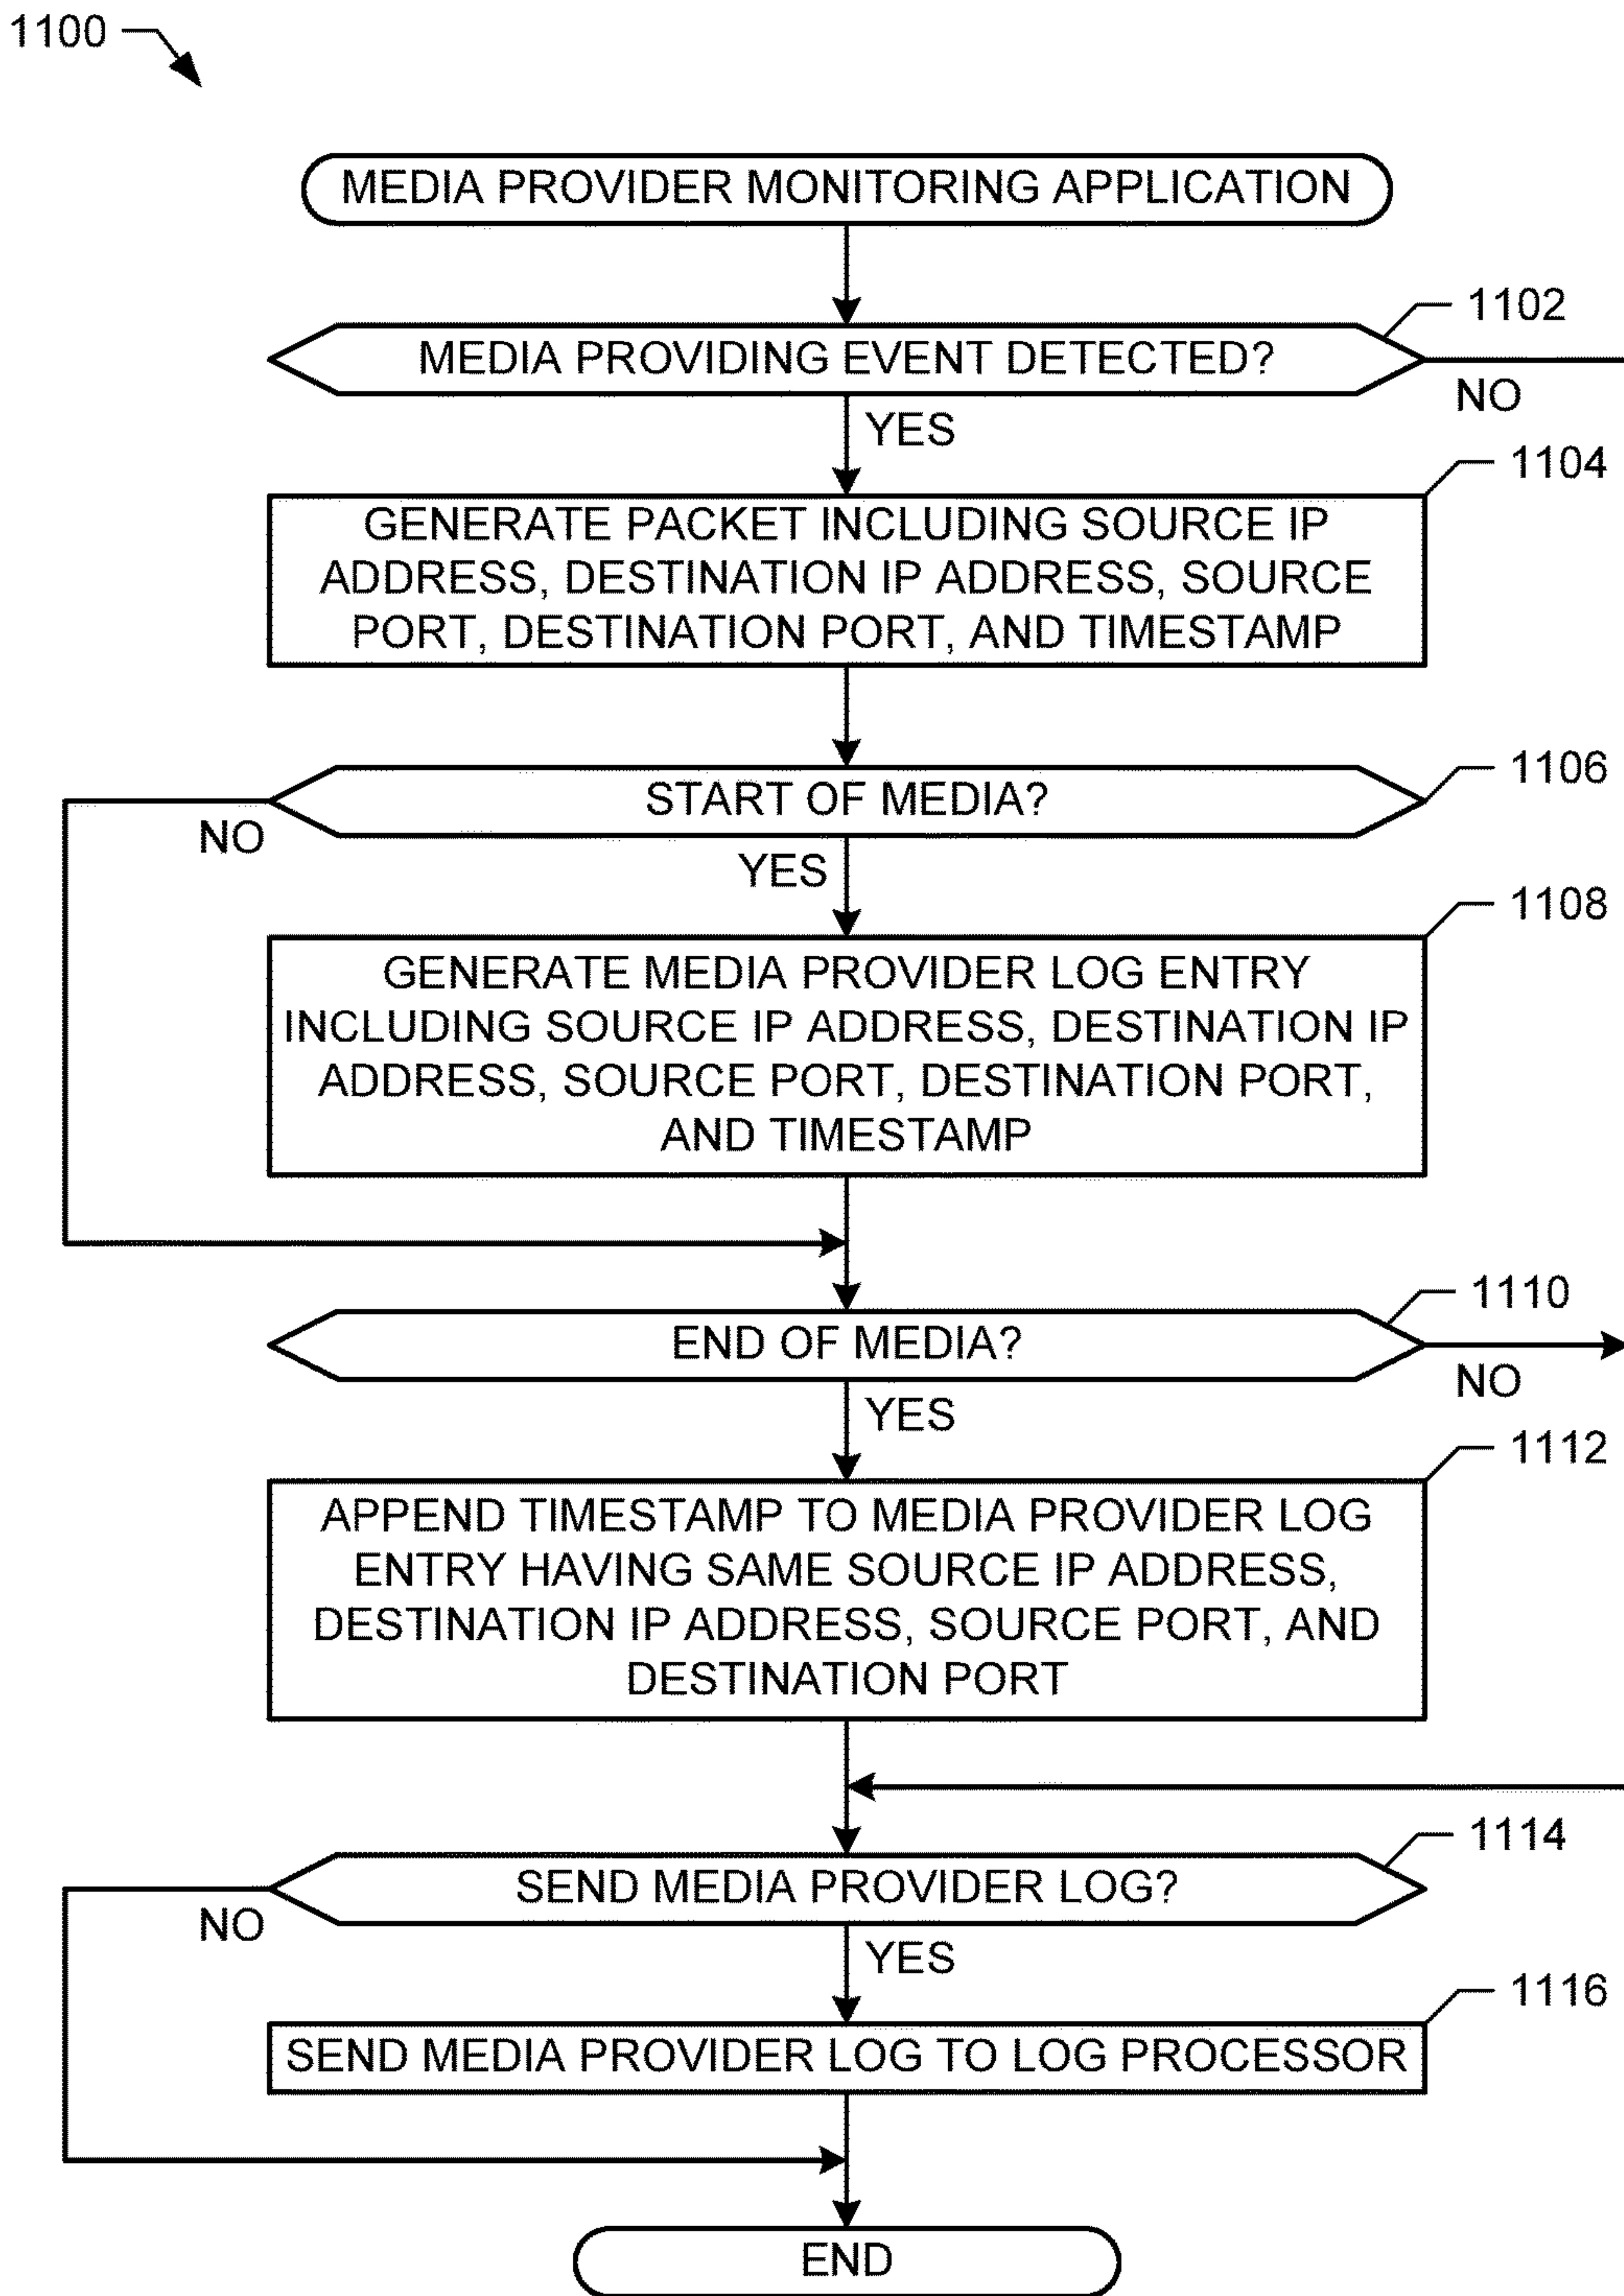 1100
MEDIA PROVIDER MONITORING APPLICATION
1102
MEDIA PROVIDING EVENT DETECTED?
NO
YES
1104
GENERATE PACKET INCLUDING SOURCE IP
ADDRESS, DESTINATION IP ADDRESS, SOURCE
PORT, DESTINATION PORT, AND TIMESTAMP
1106
START OF MEDIA?
NO
YES
1108
GENERATE MEDIA PROVIDER LOG ENTRY
INCLUDING SOURCE IP ADDRESS, DESTINATION IP
ADDRESS, SOURCE PORT, DESTINATION PORT,
AND TIMESTAMP
1110
END OF MEDIA?
NO
YES
1112
APPEND TIMESTAMP TO MEDIA PROVIDER LOG
ENTRY HAVING SAME SOURCE IP ADDRESS,
DESTINATION IP ADDRESS, SOURCE PORT, AND
DESTINATION PORT
1114
SEND MEDIA PROVIDER LOG?
NO
YES
1116
SEND MEDIA PROVIDER LOG TO LOG PROCESSOR
END